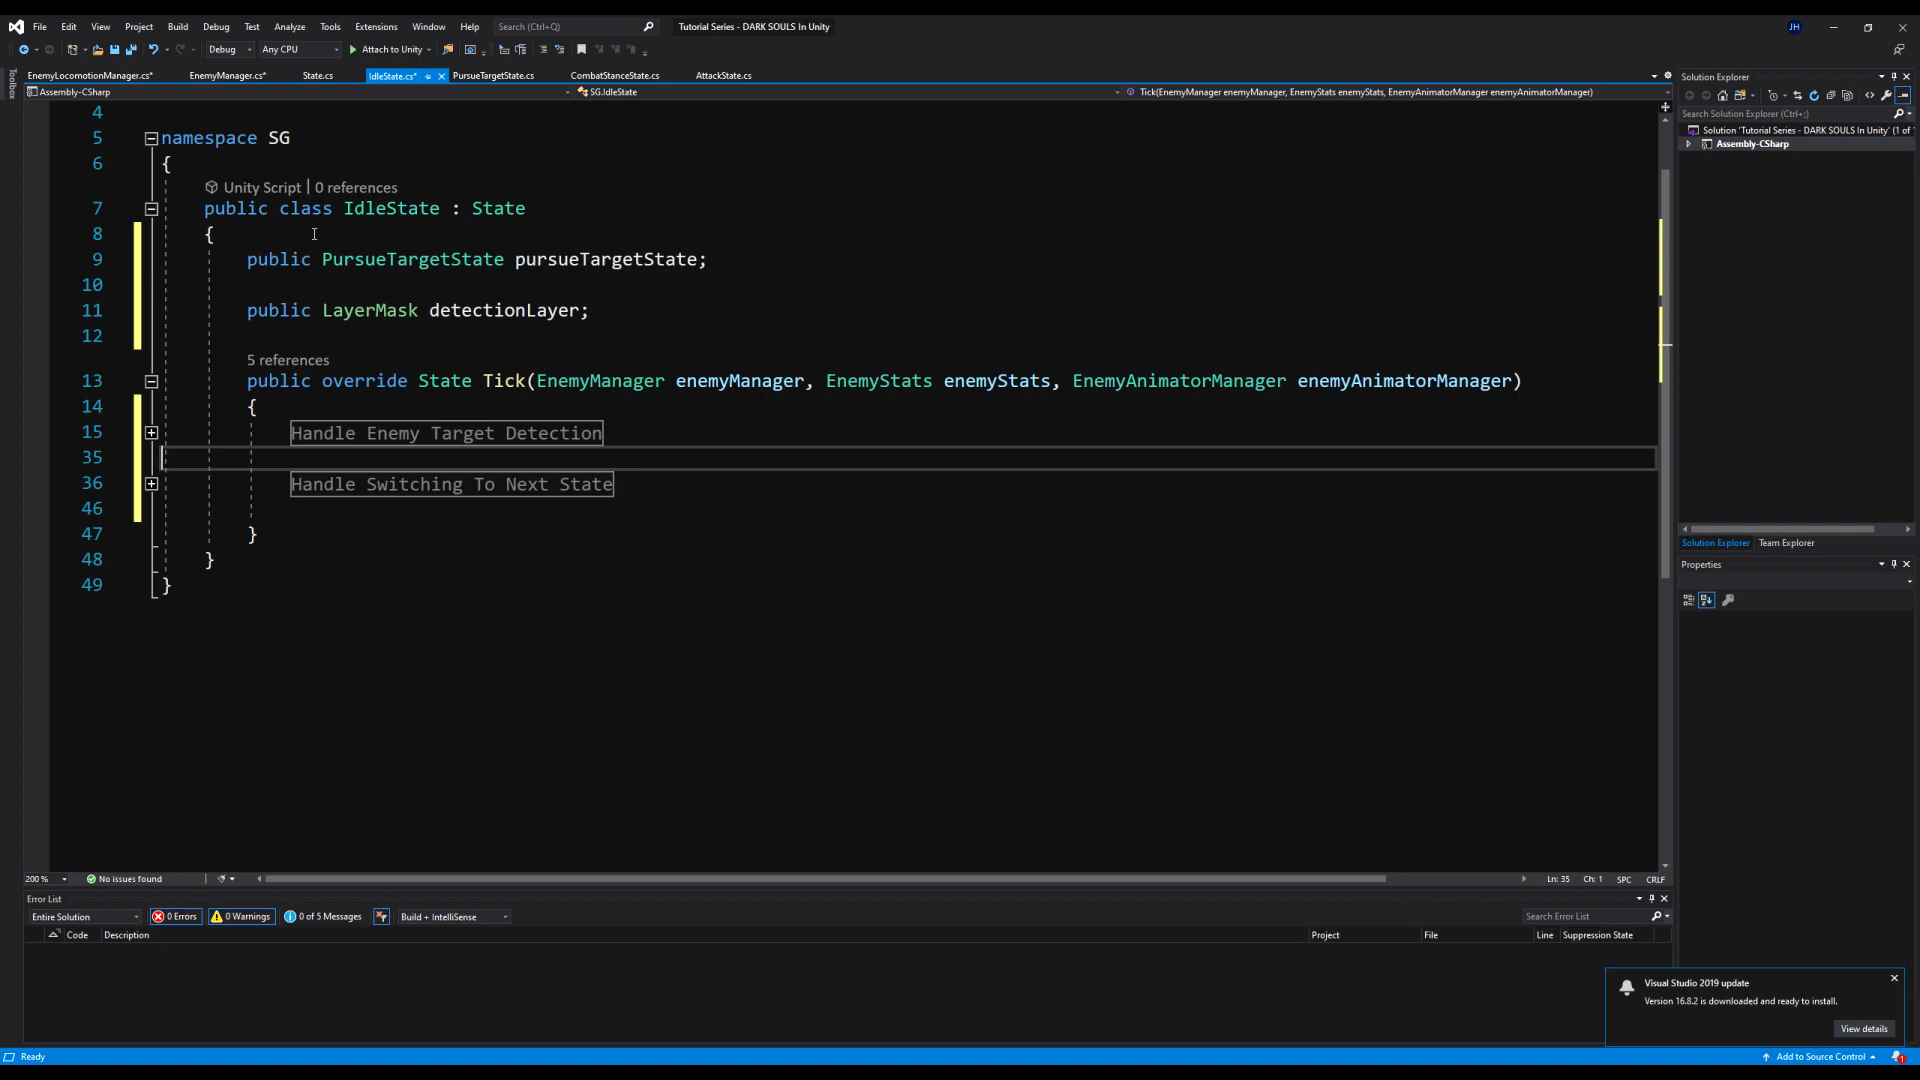 File Edit View Project Build Debug Test Analyze Tools Extensions Window Help Search (Ctrl+Q) Tutorial Series - DARK SOULS In Unity JH
Debug Any CPU Attach to Unity
Toolbox
EnemyLocomotionManager.cs* EnemyManager.cs* State.cs IdleState.cs* PursueTargetState.cs CombatStanceState.cs AttackState.cs
Assembly-CSharp SG.IdleState Tick(EnemyManager enemyManager, EnemyStats enemyStats, EnemyAnimatorManager enemyAnimatorManager)
4
5 namespace SG
6 {
Unity Script | 0 references
7 public class IdleState : State
8 {
9 public PursueTargetState pursueTargetState;
10
11 public LayerMask detectionLayer;
12
5 references
13 public override State Tick(EnemyManager enemyManager, EnemyStats enemyStats, EnemyAnimatorManager enemyAnimatorManager)
14 {
15 Handle Enemy Target Detection
35
36 Handle Switching To Next State
46
47 }
48 }
49 }
200 % No issues found Ln: 35 Ch: 1 SPC CRLF
Error List
Entire Solution 0 Errors 0 Warnings 0 of 5 Messages Build + IntelliSense Search Error List
Code Description Project File Line Suppression State
Solution Explorer
Search Solution Explorer (Ctrl+;)
Solution 'Tutorial Series - DARK SOULS In Unity' (1 of
Assembly-CSharp
Solution Explorer Team Explorer
Properties
Visual Studio 2019 update
Version 16.8.2 is downloaded and ready to install.
View details
Ready Add to Source Control 1